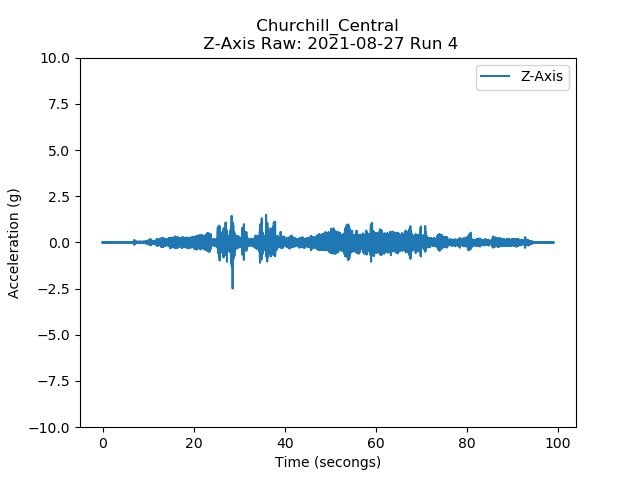 Churchill_Central
Z-Axis Raw: 2021-08-27 Run 4
Z-Axis
10.0
7.5
5.0
2.5
0.0
−2.5
−5.0
−7.5
−10.0
Acceleration (g)
0 20 40 60 80 100
Time (secongs)